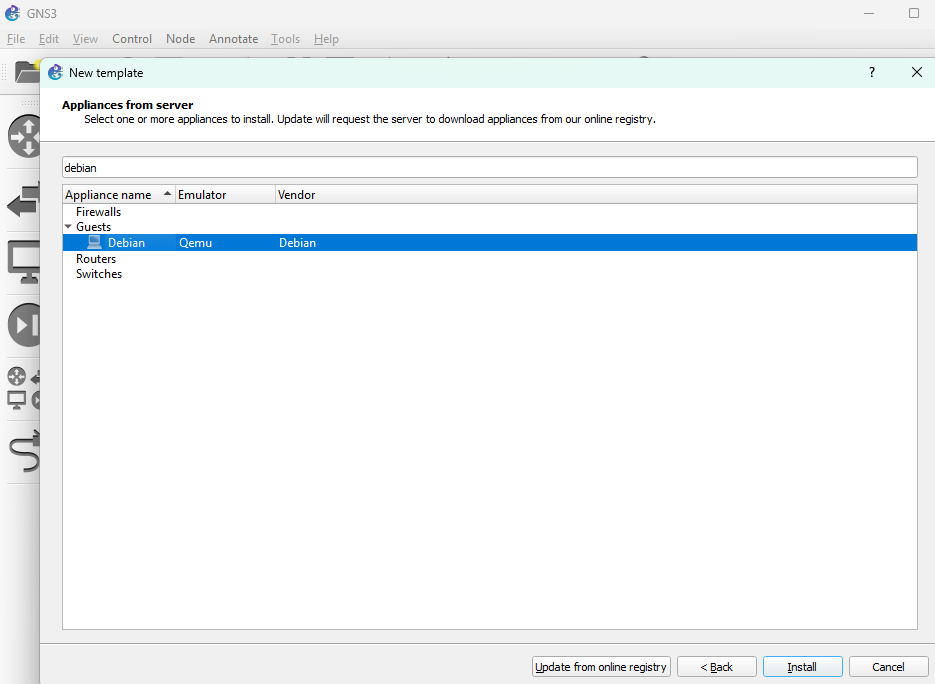 GNS3
File Edit View Control Node Annotate Tools Help
New template ?
Appliances from server
Select one or more appliances to install. Update will request the server to download appliances from our online registry.
debian
Appliance name Emulator Vendor
Firewalls
Guests
Debian Qemu Debian
Routers
Switches
Update from online registry < Back Install Cancel